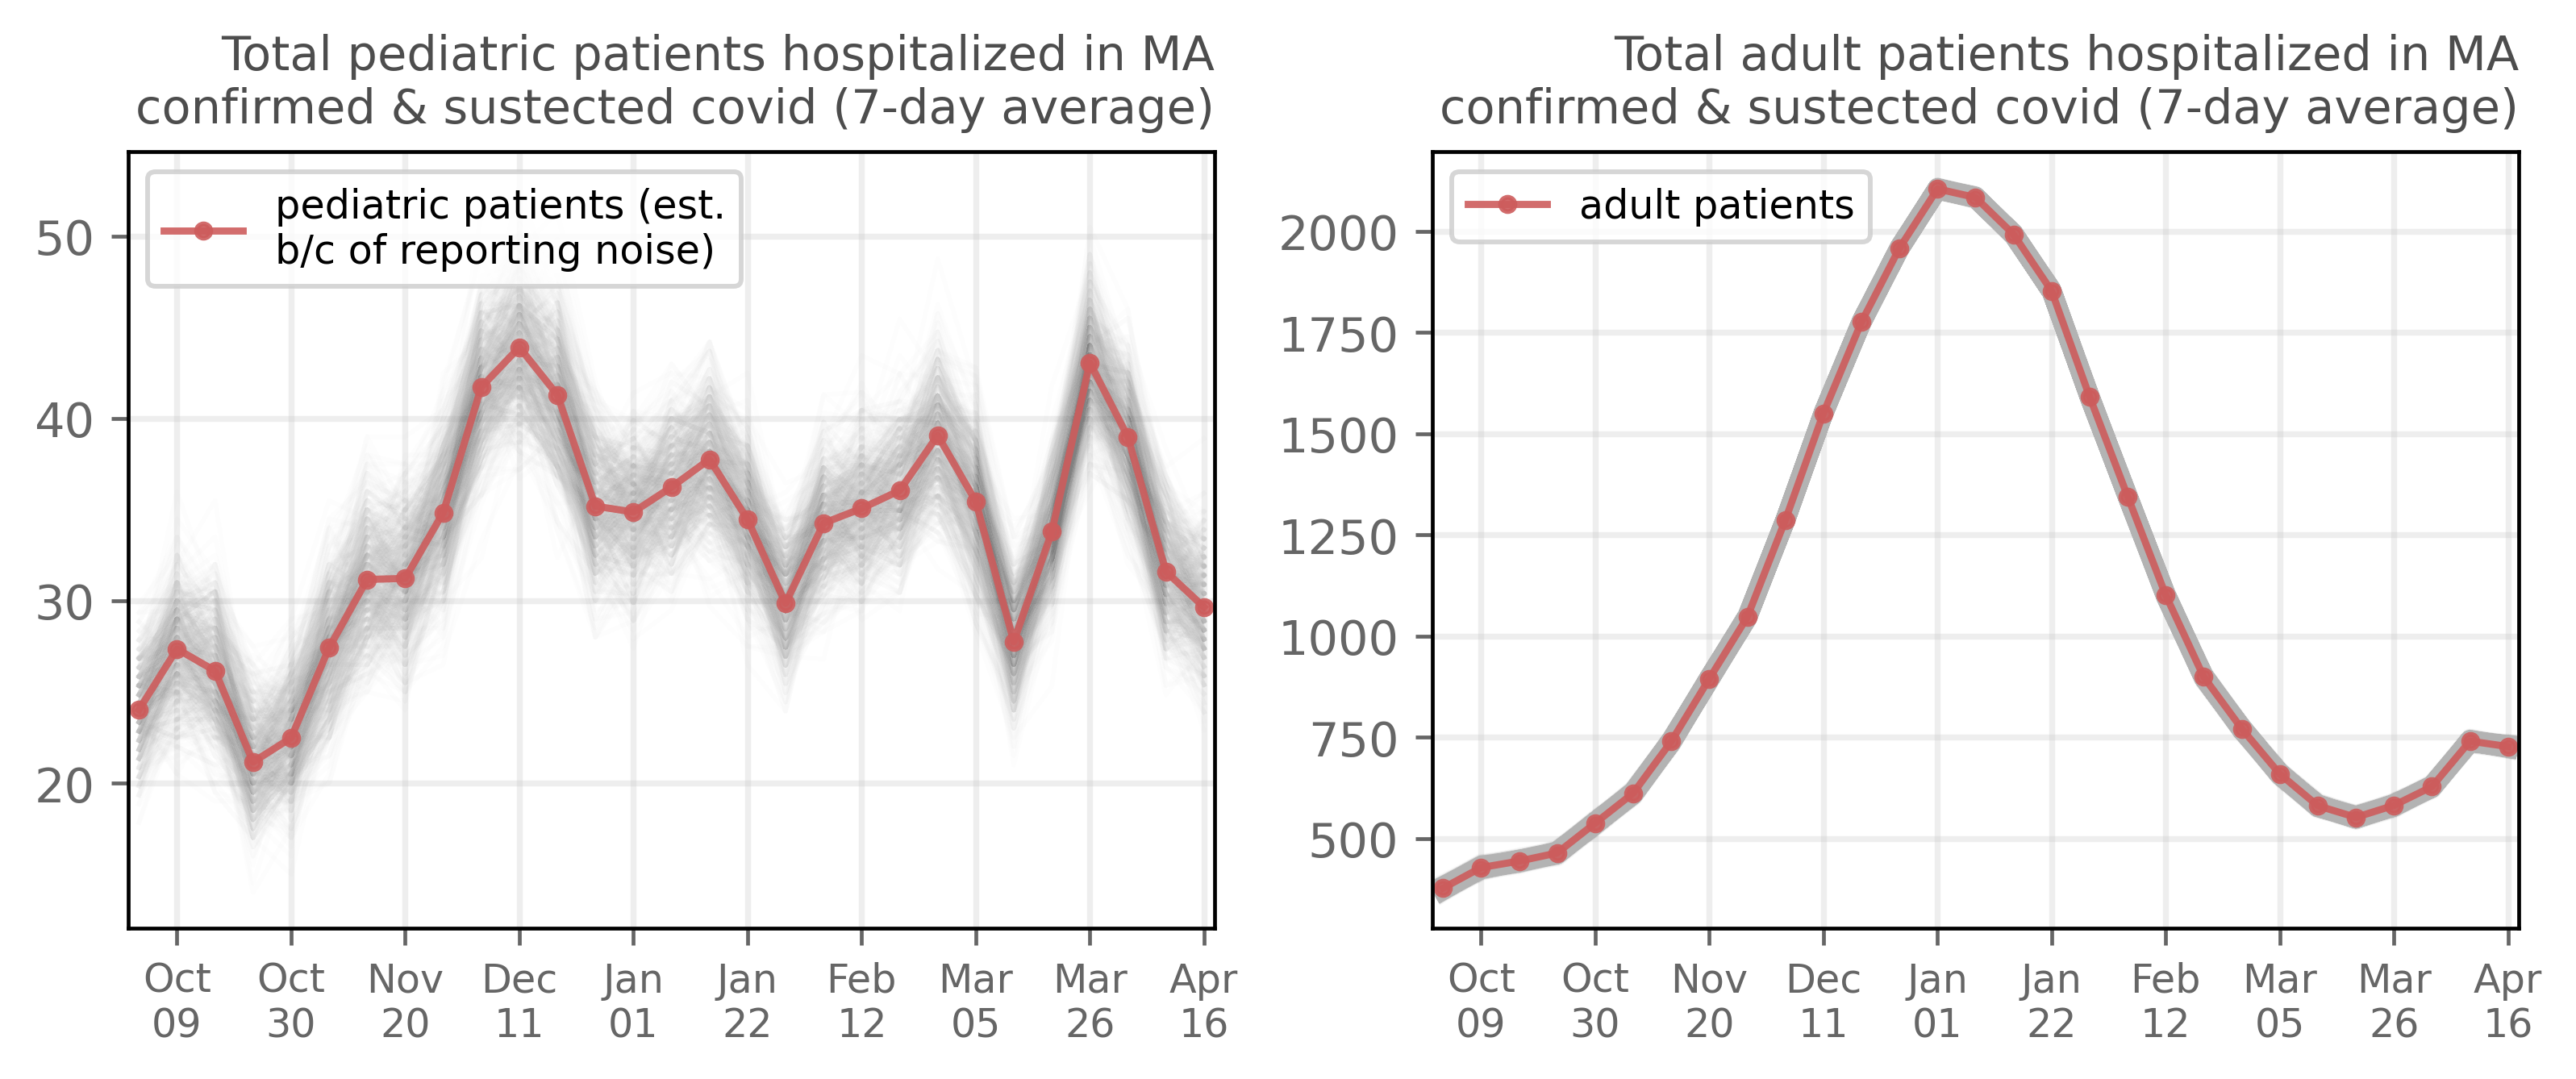 Total pediatric patients hospitalized in MA
confirmed & sustected covid (7-day average)
pediatric patients (est.
b/c of reporting noise)
50
40
30
20
Oct Oct Nov Dec Jan Jan Feb Mar Mar Apr
09 30 20 11 01 22 12 05 26 16
Total adult patients hospitalized in MA
confirmed & sustected covid (7-day average)
adult patients
2000
1750
1500
1250
1000
750
500
Oct Oct Nov Dec Jan Jan Feb Mar Mar Apr
09 30 20 11 01 22 12 05 26 16